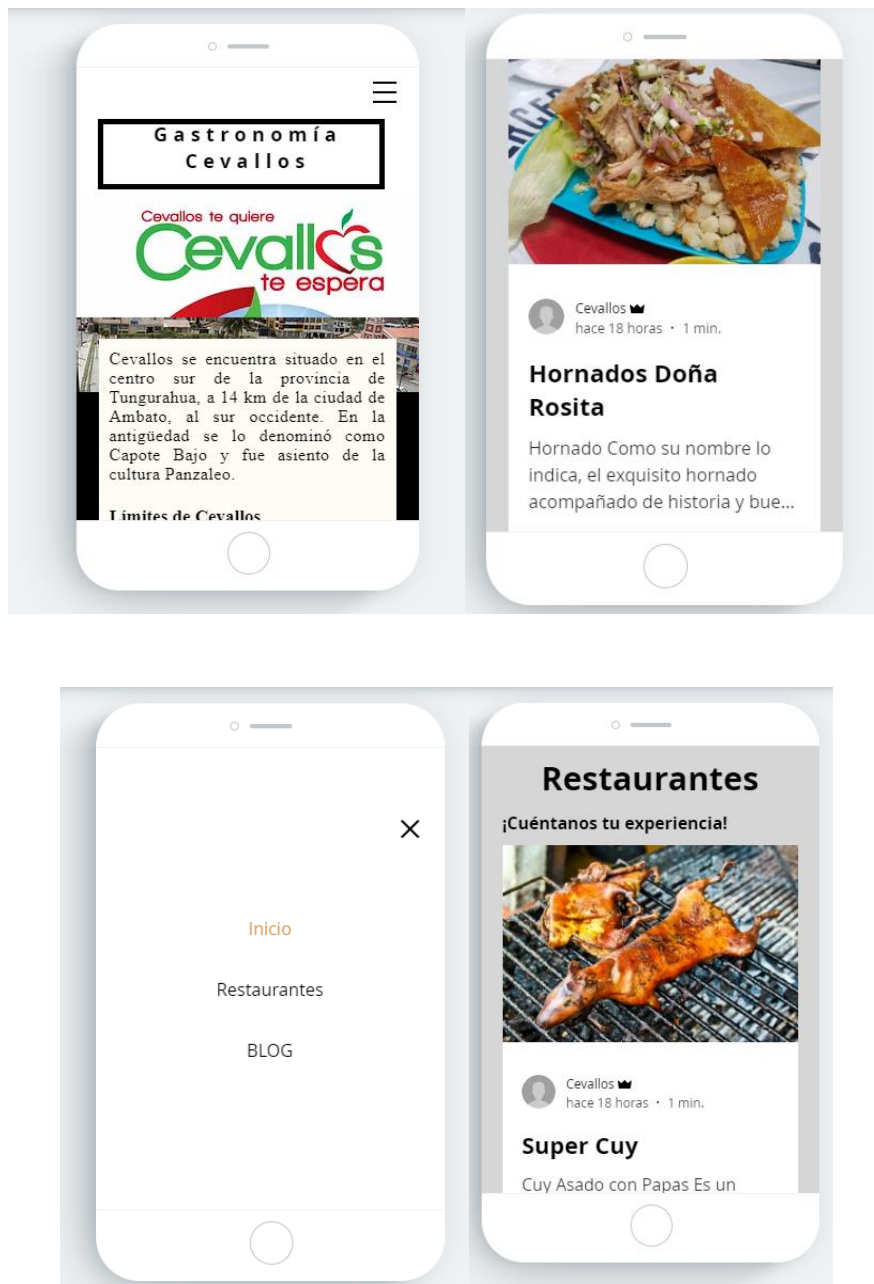 Gastronomía
Cevallos
Cevallos te quiere
Cevallos
te espera
Cevallos se encuentra situado en el
centro sur de la provincia de
Tungurahua, a 14 km de la ciudad de
Ambato, al sur occidente. En la
antigüedad se lo denominó como
Capote Bajo y fue asiento de la
cultura Panzaleo.
Límites de Cevallos
Cevallos
hace 18 horas · 1 min.
Hornados Doña
Rosita
Hornado Como su nombre lo
indica, el exquisito hornado
acompañado de historia y bue...
Inicio
Restaurantes
BLOG
Restaurantes
¡Cuéntanos tu experiencia!
Cevallos
hace 18 horas · 1 min.
Super Cuy
Cuy Asado con Papas Es un